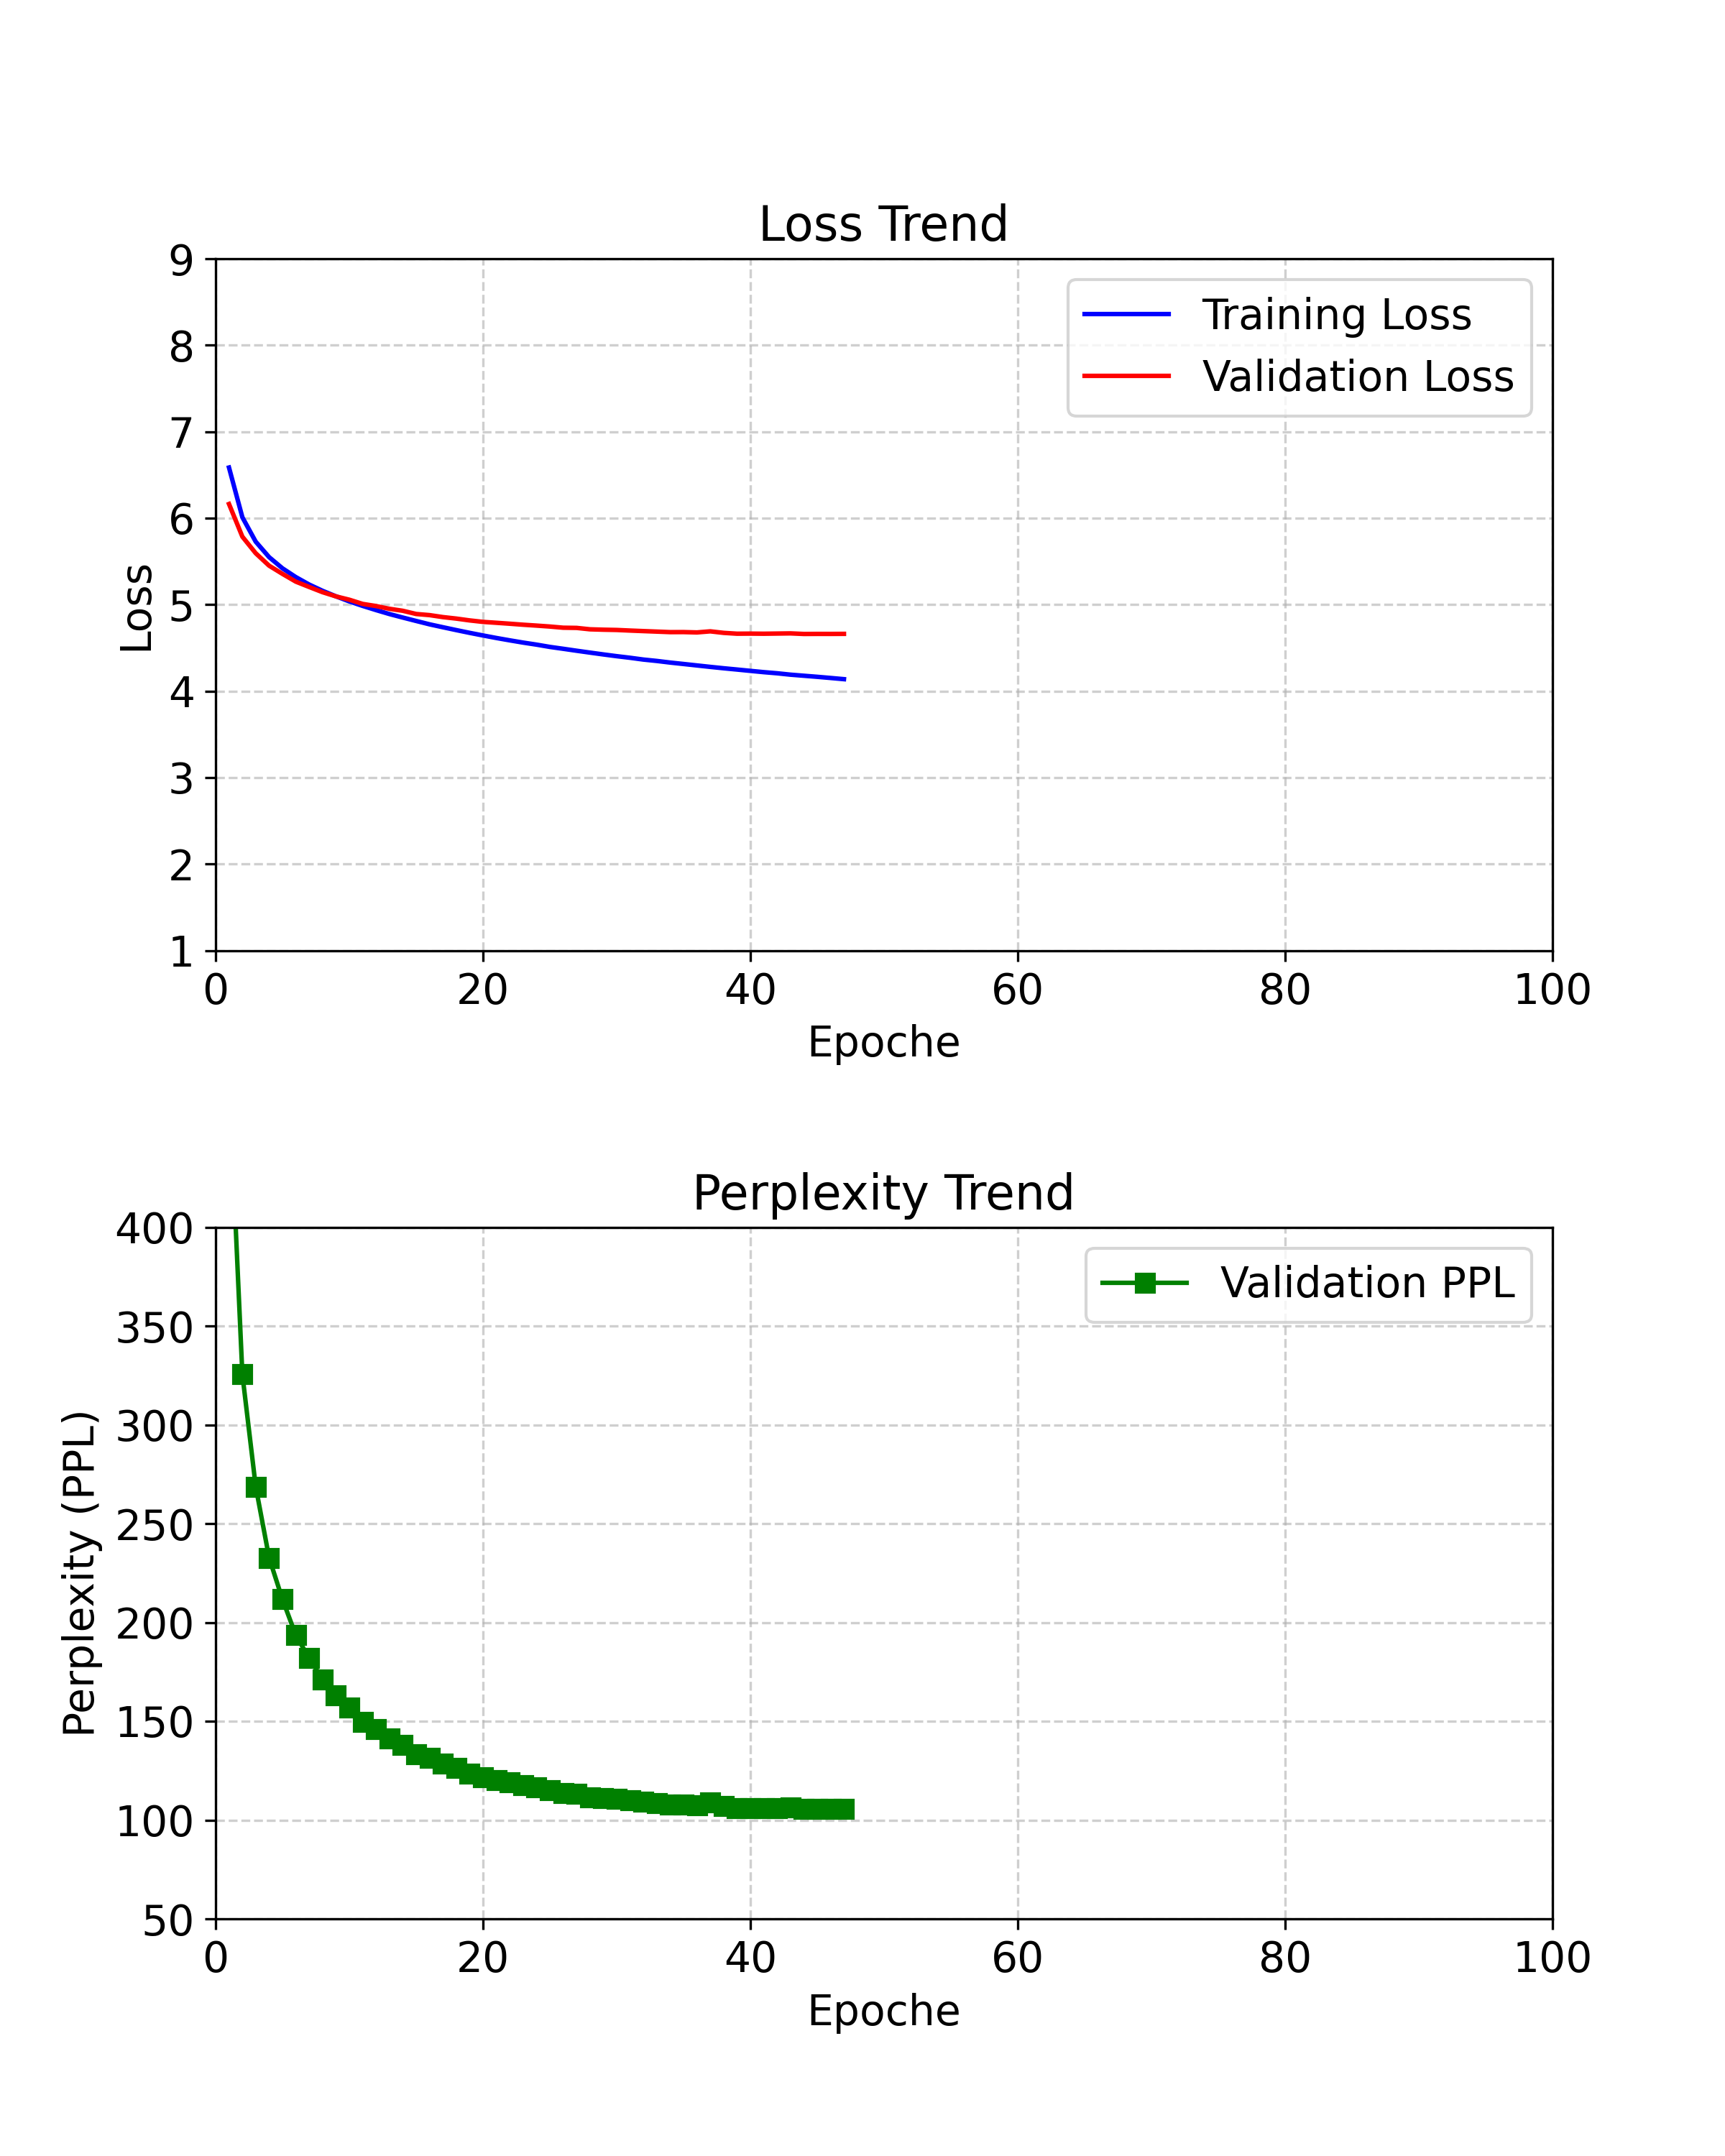 Loss Trend
9
8
7
6
5
4
3
2
1
Loss
Training Loss
Validation Loss
0 20 40 60 80 100
Epoche
Perplexity Trend
400
350
300
250
200
150
100
50
Perplexity (PPL)
Validation PPL
0 20 40 60 80 100
Epoche